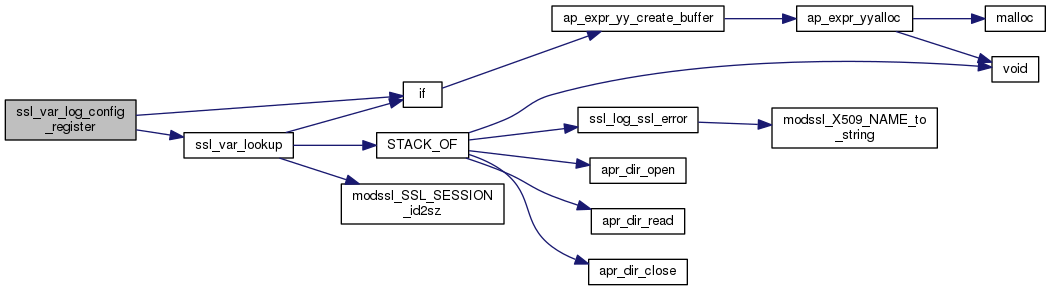 ssl_var_log_config
_register
ssl_var_lookup
if
STACK_OF
modssl_SSL_SESSION
_id2sz
ap_expr_yy_create_buffer
ssl_log_ssl_error
apr_dir_open
apr_dir_read
apr_dir_close
ap_expr_yyalloc
modssl_X509_NAME_to
_string
malloc
void